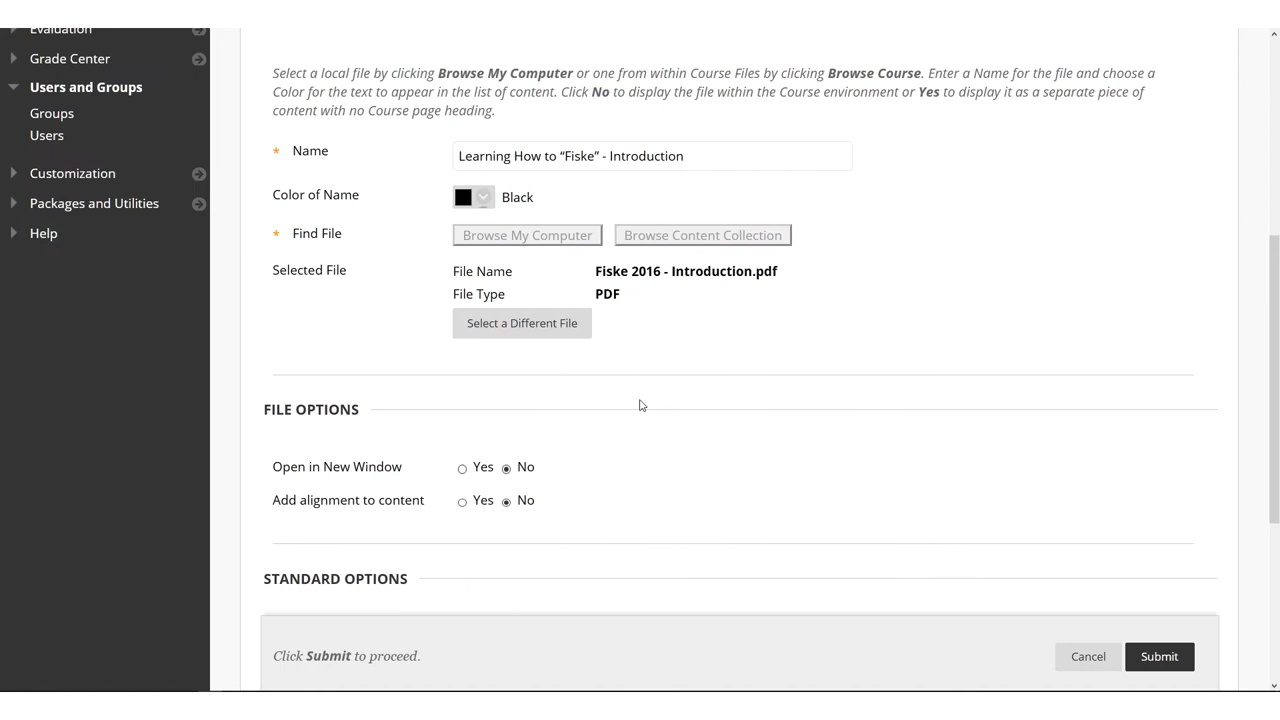 Evaluation
Grade Center
Users and Groups
Groups
Users
Customization
Packages and Utilities
Help
Select a local file by clicking Browse My Computer or one from within Course Files by clicking Browse Course. Enter a Name for the file and choose a
Color for the text to appear in the list of content. Click No to display the file within the Course environment or Yes to display it as a separate piece of
content with no Course page heading.
* Name
Learning How to “Fiske” - Introduction
Color of Name
Black
* Find File
Browse My Computer
Browse Content Collection
Selected File
File Name
Fiske 2016 - Introduction.pdf
File Type
PDF
Select a Different File
FILE OPTIONS
Open in New Window
Yes No
Add alignment to content
Yes No
STANDARD OPTIONS
Click Submit to proceed.
Cancel
Submit